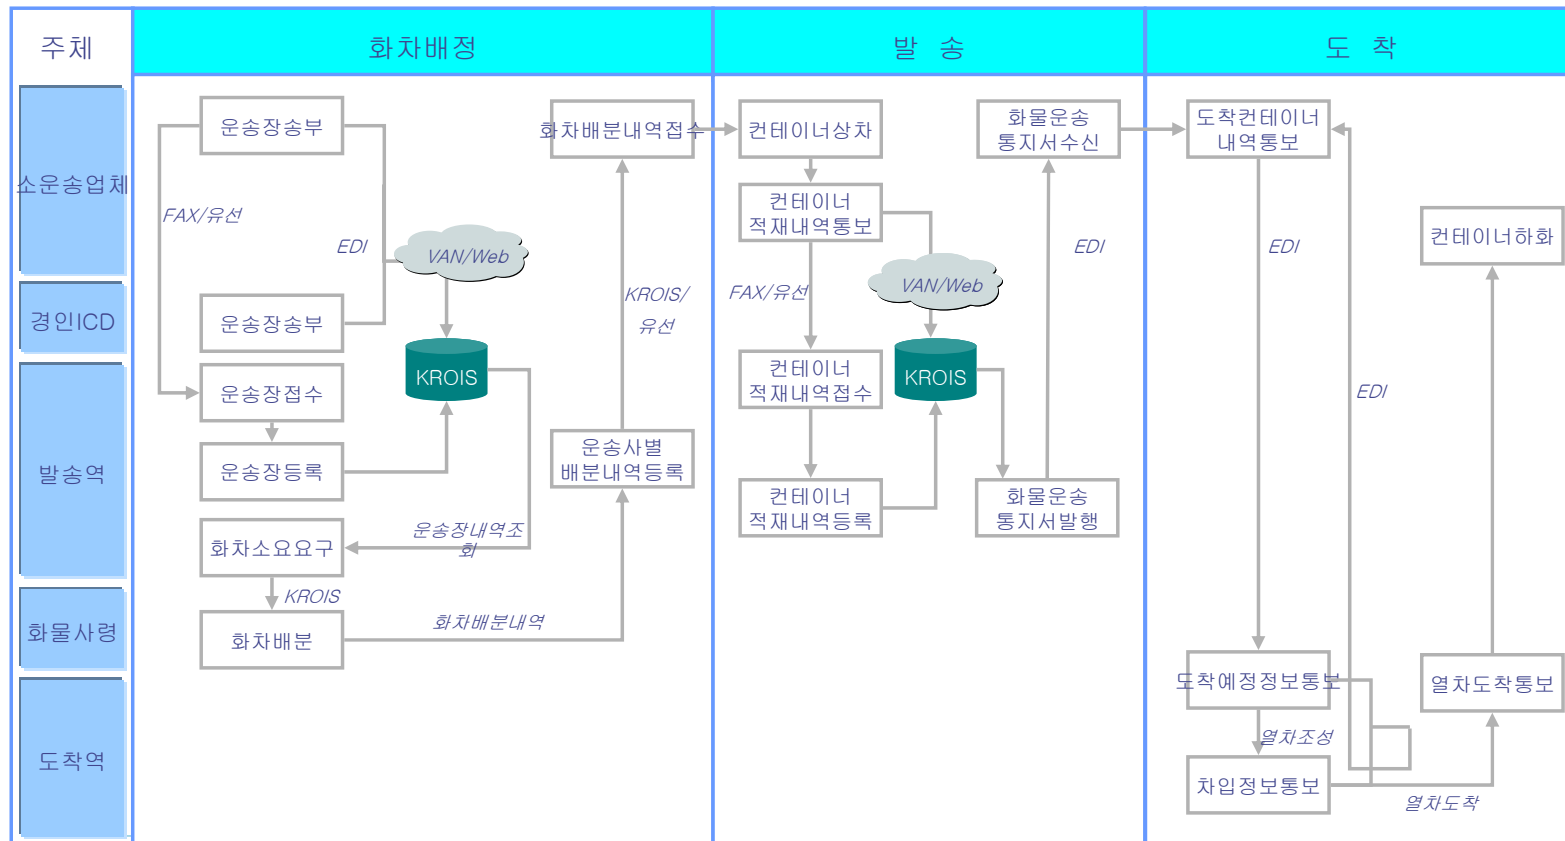 주체
화차배정
발 송
도 착
소운송업체
경인ICD
발송역
화물사령
도착역
운송장송부
FAX/유선
EDI
VAN/Web
운송장송부
KROIS
운송장접수
운송장등록
운송장내역조
회
화차소요요구
KROIS
화차배분
화차배분내역
화차배분내역접수
KROIS/
유선
운송사별
배분내역등록
컨테이너상차
컨테이너
적재내역통보
FAX/유선
VAN/Web
컨테이너
적재내역접수
KROIS
컨테이너
적재내역등록
화물운송
통지서수신
EDI
화물운송
통지서발행
도착컨테이너
내역통보
EDI
EDI
컨테이너하화
도착예정정보통보
열차조성
차입정보통보
열차도착통보
열차도착